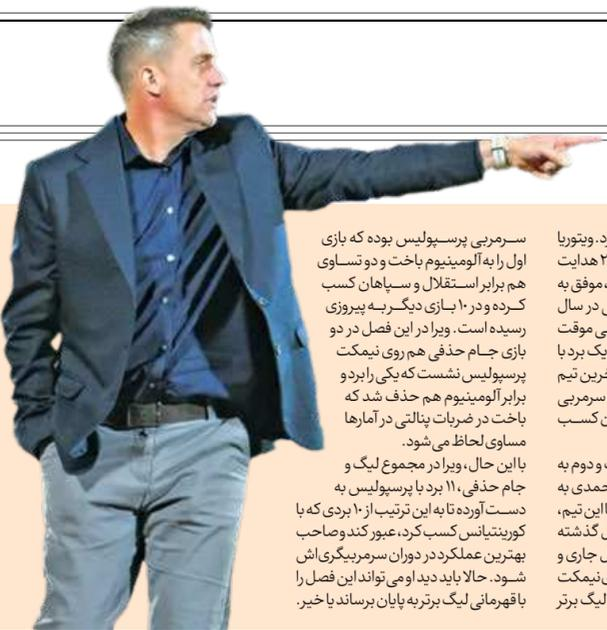 د. ویتوریا
۲ هدایت
، موفق به
ی در سال
ی موقت
یک برد با
خرین تیم
سرمربی
ن کسب
ت و دوم به
حمدی به
ا این تیم،
ل گذشته
ل جاری و
ی نیمکت
لیگ برتر
سرمربی پرسپولیس بوده که بازی
اول را به آلومینیوم باخت و دو تساوی
هم برابر استقلال و سپاهان کسب
کرده و در ۱۰ بازی دیگر به پیروزی
رسیده است. ویرا در این فصل در دو
بازی جام حذفی هم روی نیمکت
پرسپولیس نشست که یکی را برد و
برابر آلومینیوم هم حذف شد که
باخت در ضربات پنالتی در آمارها
مساوی لحاظ می‌شود.
با این حال، ویرا در مجموع لیگ و
جام حذفی، ۱۱ برد با پرسپولیس به
دست آورده تا به این ترتیب از ۱۰ بردی که با
کورینتیانس کسب کرد، عبور کند و صاحب
بهترین عملکرد در دوران سرمربیگری‌اش
شود. حالا باید دید او می‌تواند این فصل را
با قهرمانی لیگ برتر به پایان برساند یا خیر.